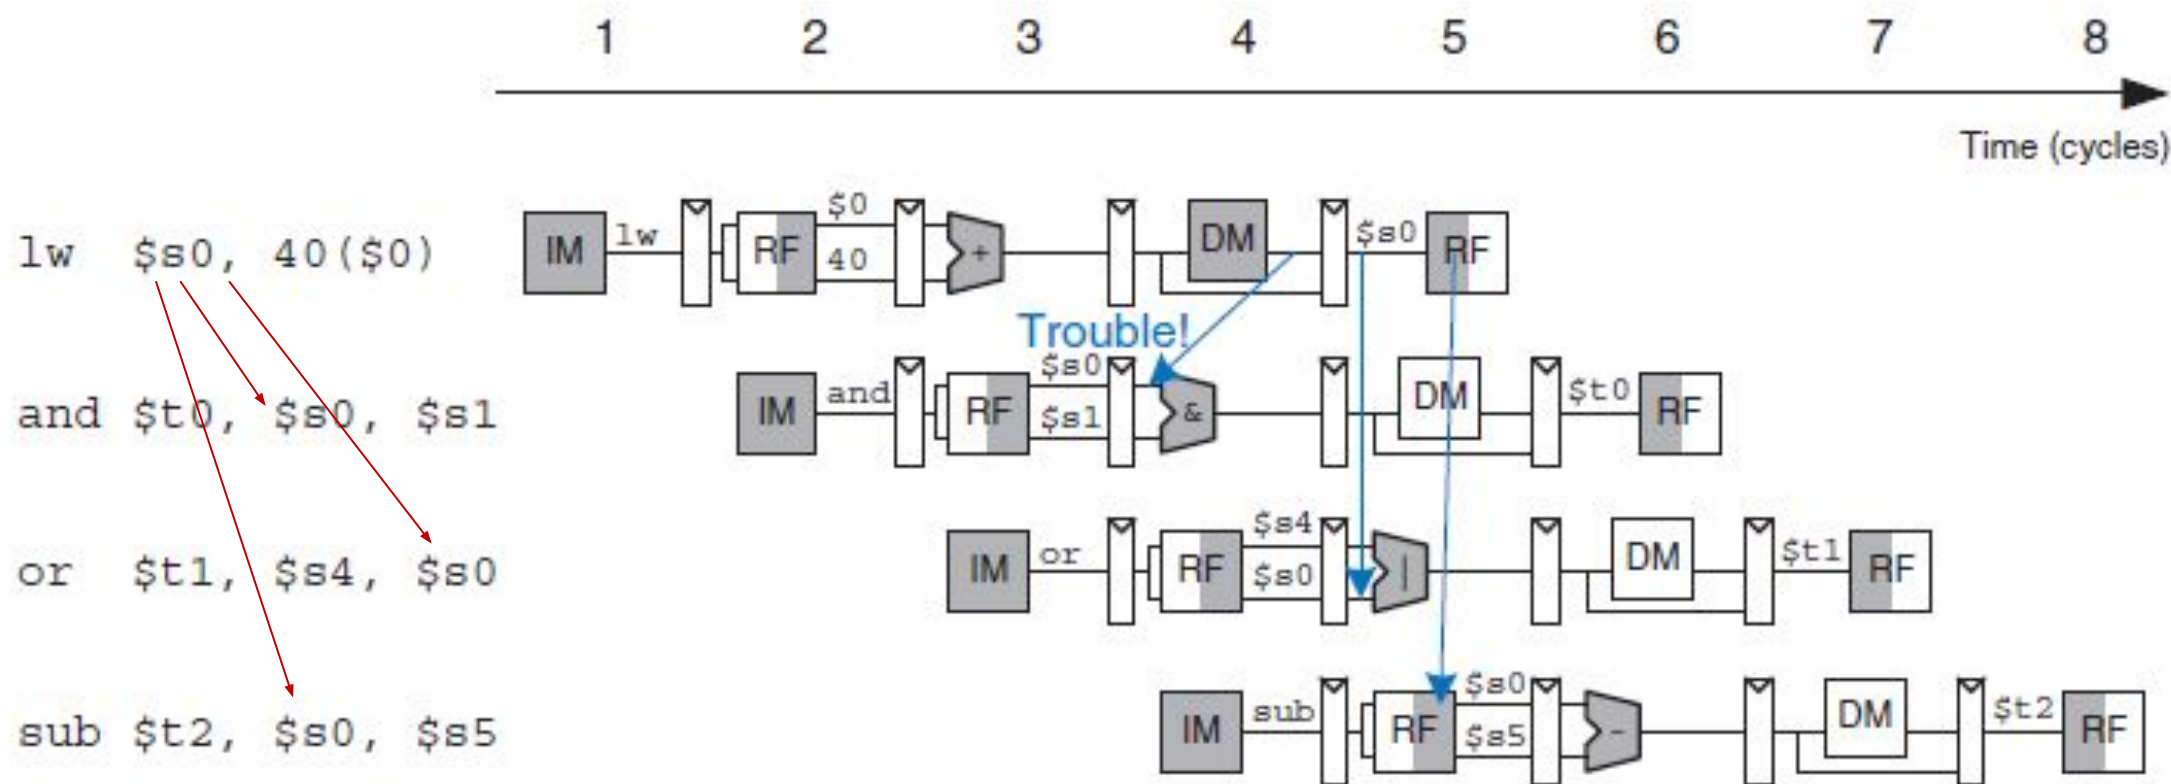 1 2 3 4 5 6 7 8
Time (cycles)
lw $s0, 40($0) IM lw RF $0 40 + DM $s0 RF
Trouble!
and $t0, $s0, $s1 IM and RF $s0 $s1 & DM $t0 RF
or $t1, $s4, $s0 IM or RF $s4 $s0 | DM $t1 RF
sub $t2, $s0, $s5 IM sub RF $s0 $s5 - DM $t2 RF